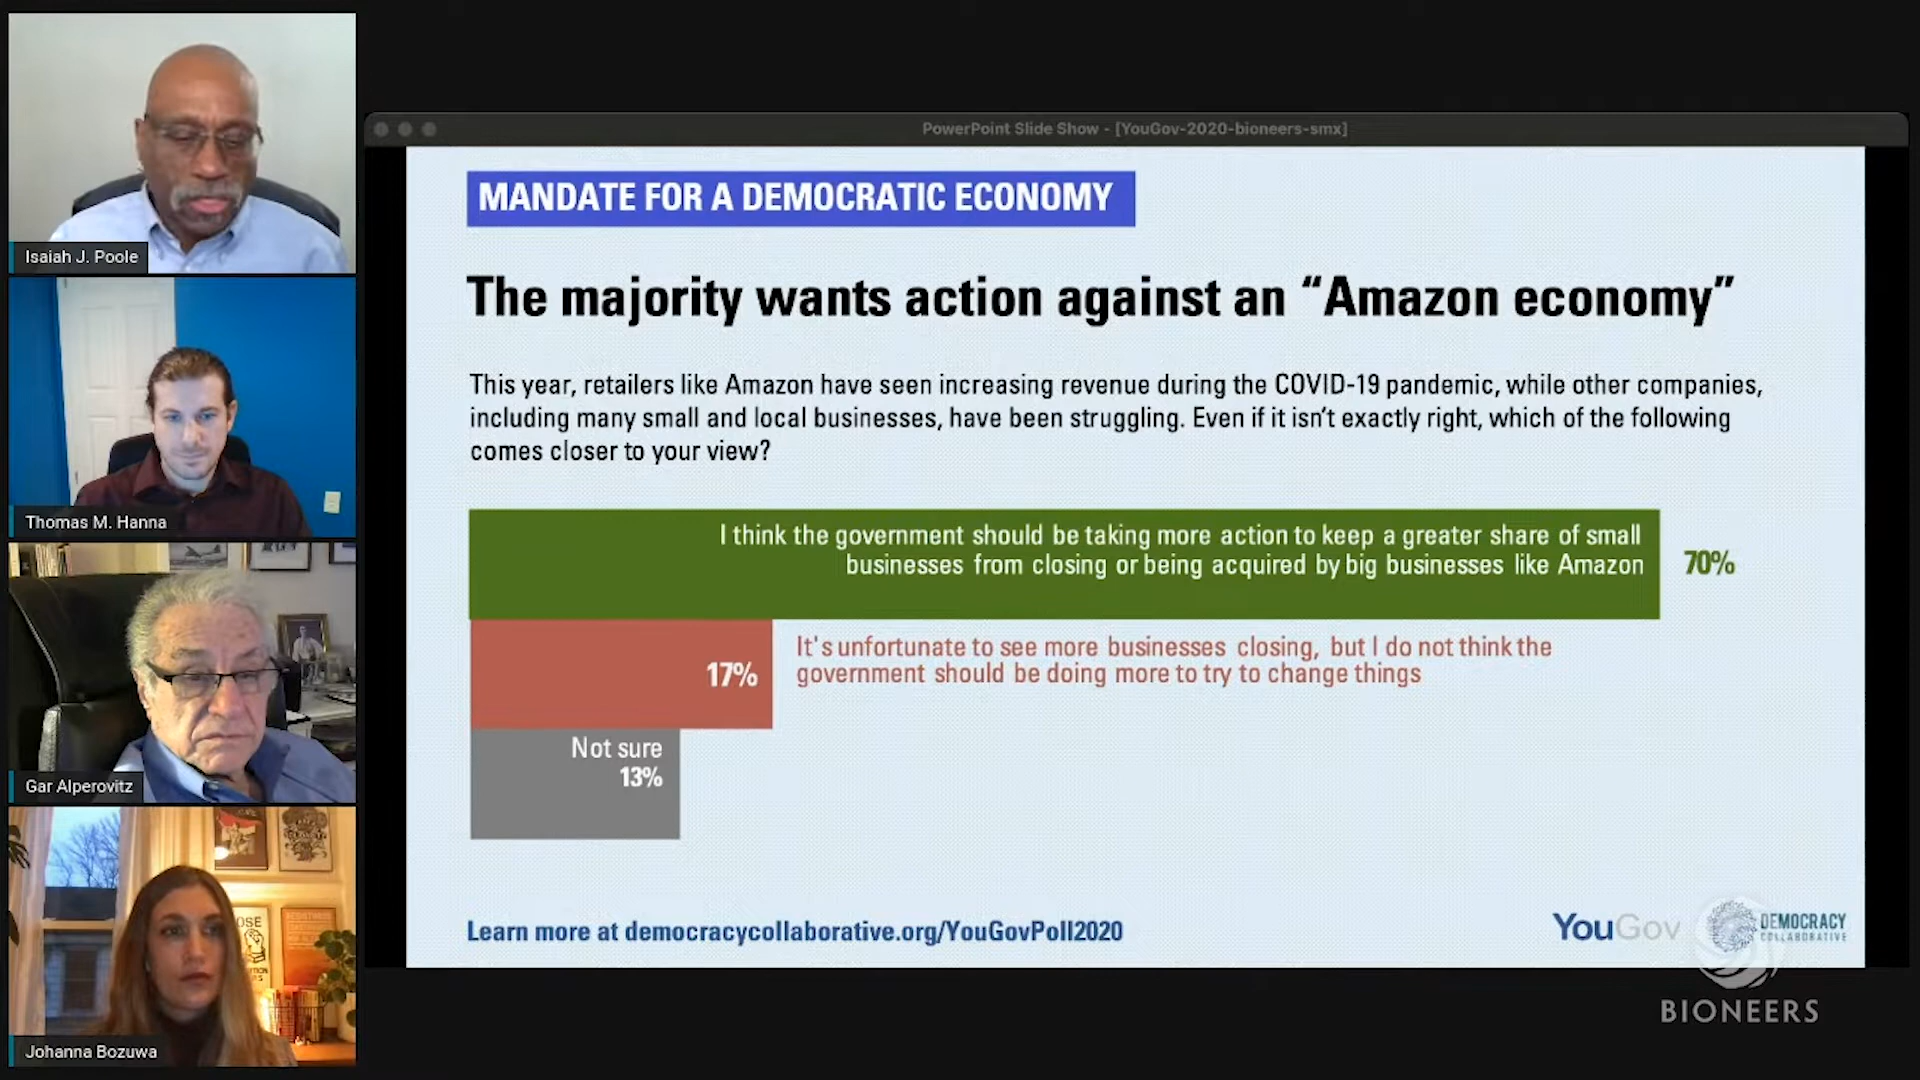 Isaiah J. Poole
Thomas M. Hanna
Gar Alperovitz
Johanna Bozuwa
PowerPoint Slide Show - [YouGov-2020-bioneers-smx]
MANDATE FOR A DEMOCRATIC ECONOMY
The majority wants action against an “Amazon economy”
This year, retailers like Amazon have seen increasing revenue during the COVID-19 pandemic, while other companies,
including many small and local businesses, have been struggling. Even if it isn’t exactly right, which of the following
comes closer to your view?
I think the government should be taking more action to keep a greater share of small
businesses from closing or being acquired by big businesses like Amazon
70%
17%
It's unfortunate to see more businesses closing, but I do not think the
government should be doing more to try to change things
Not sure
13%
Learn more at democracycollaborative.org/YouGovPoll2020
YouGov
DEMOCRACY
COLLABORATIVE
BIONEERS